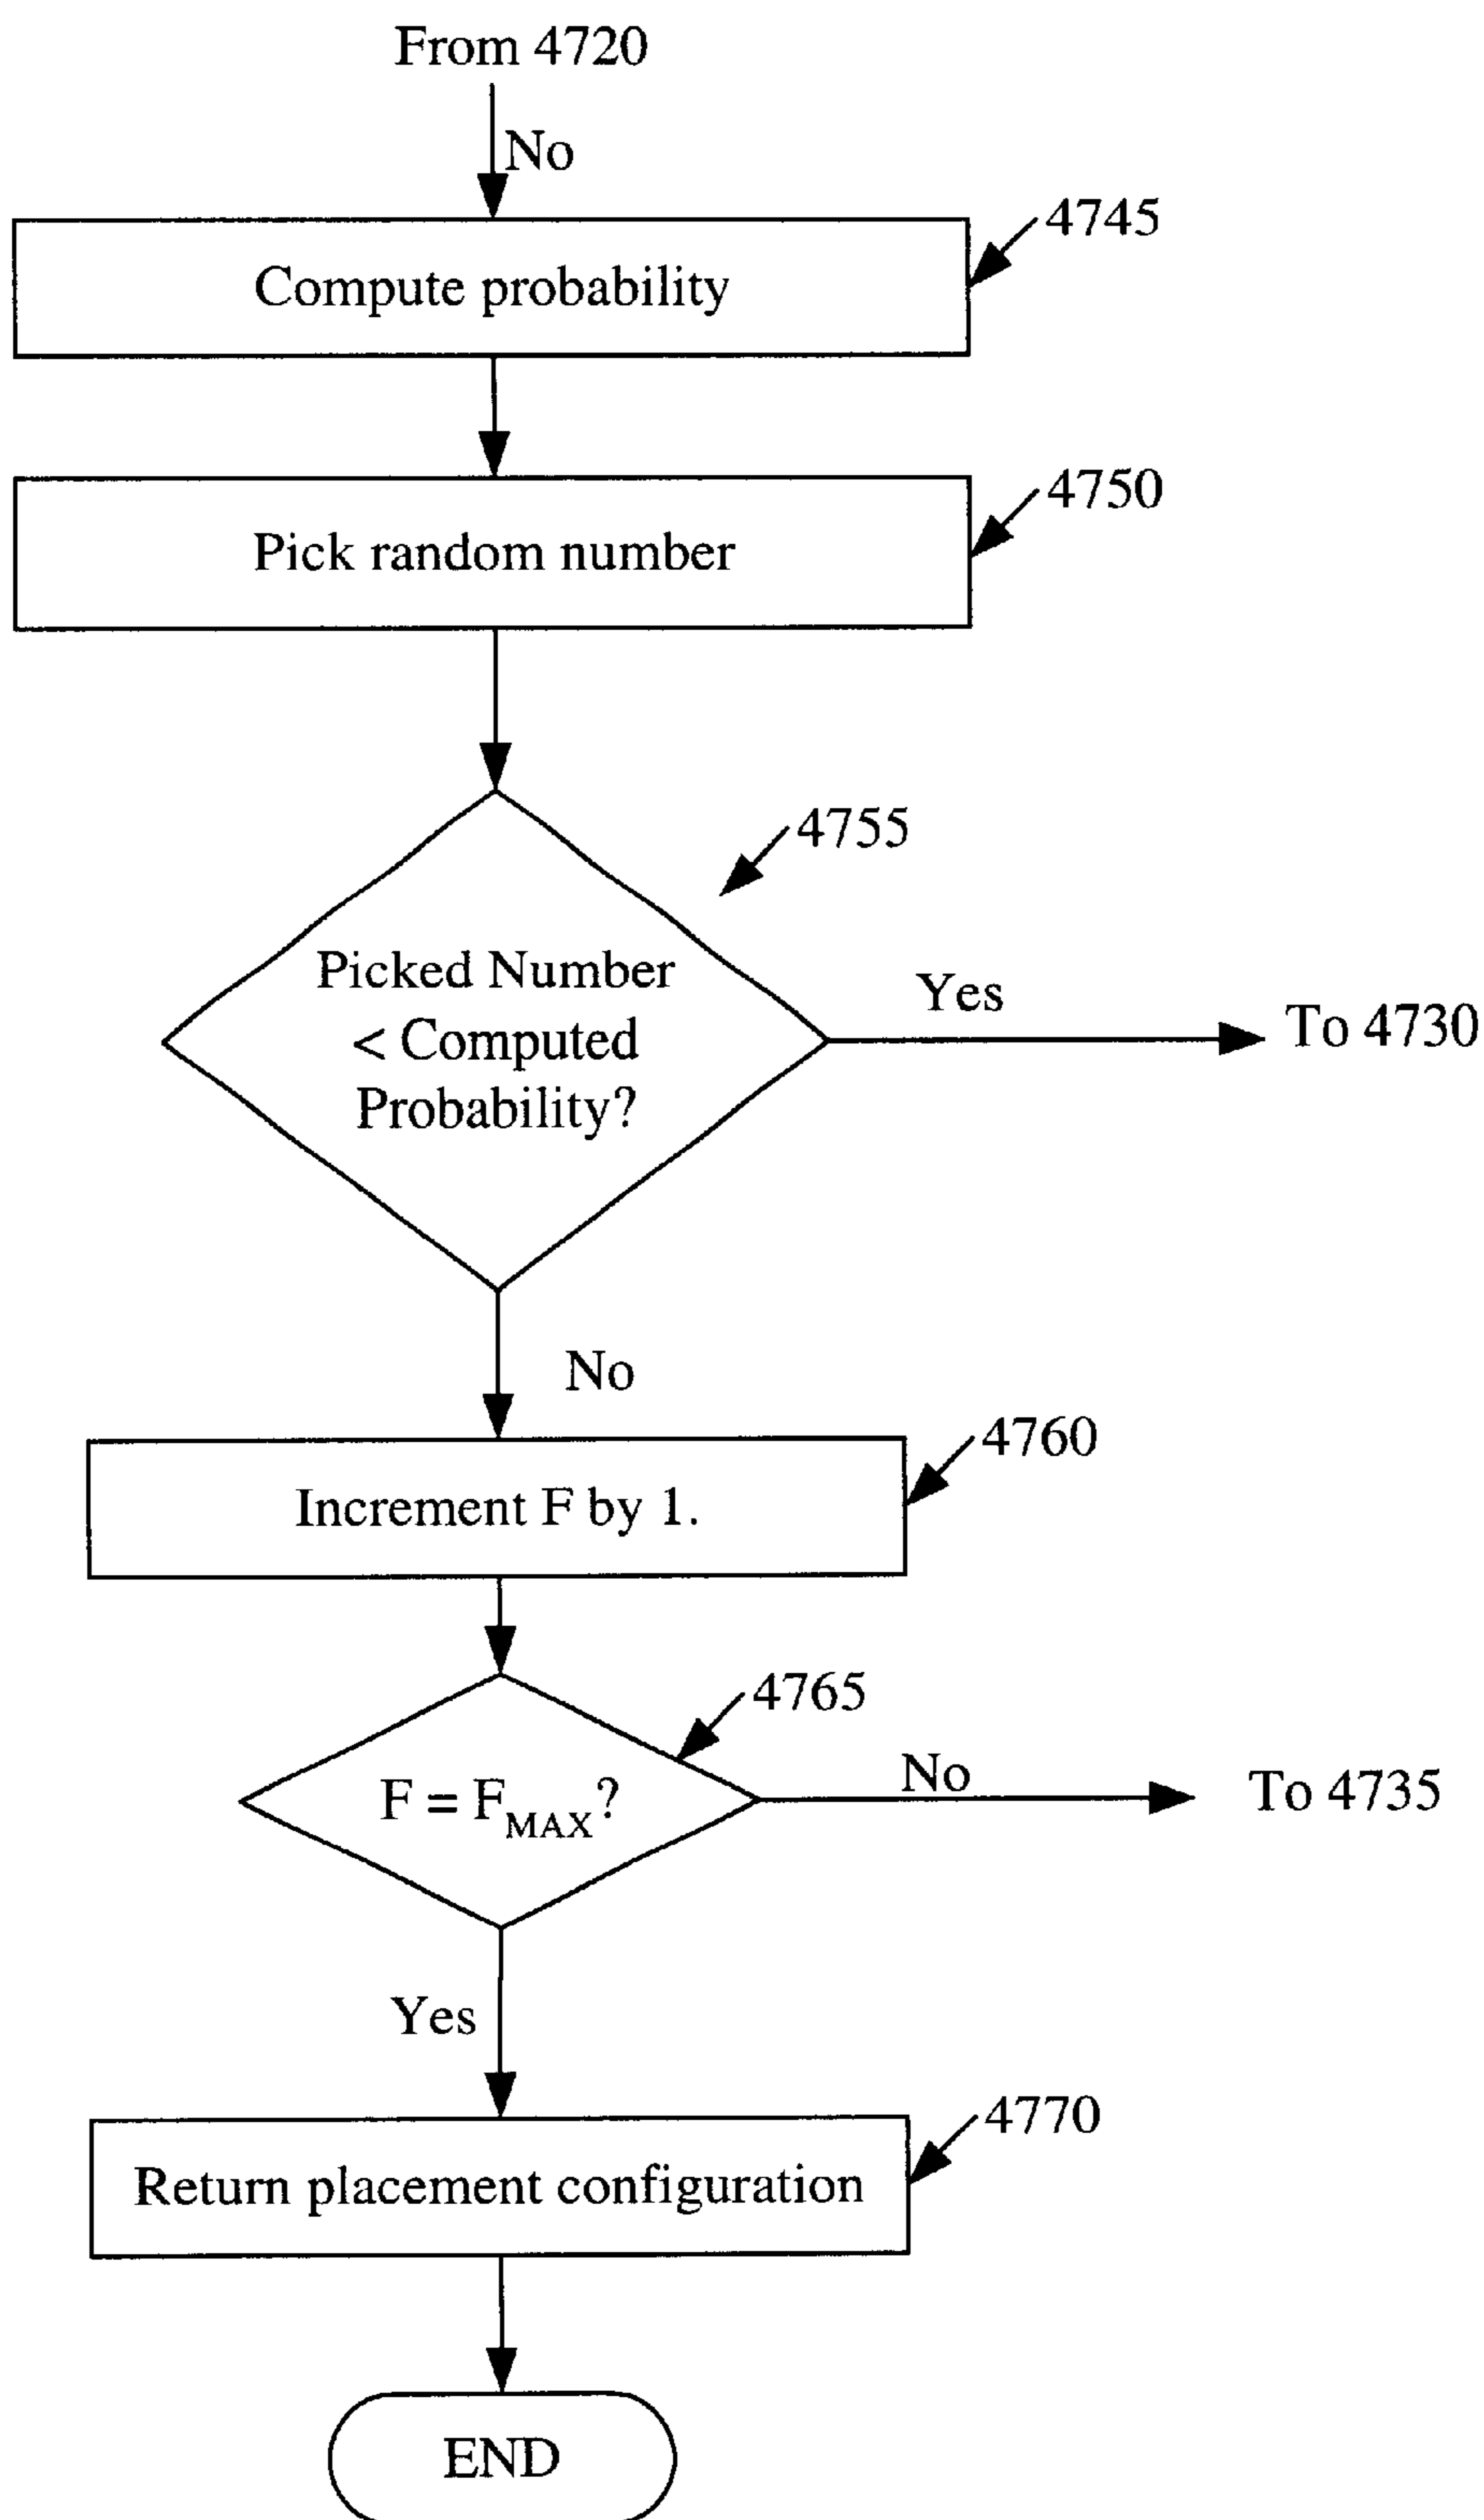 From 4720
No
4745
Compute probability
4750
Pick random number
4755
Picked Number
< Computed
Probability?
Yes
To 4730
No
4760
Increment F by 1.
4765
F = FMAX?
No
To 4735
Yes
4770
Return placement configuration
END